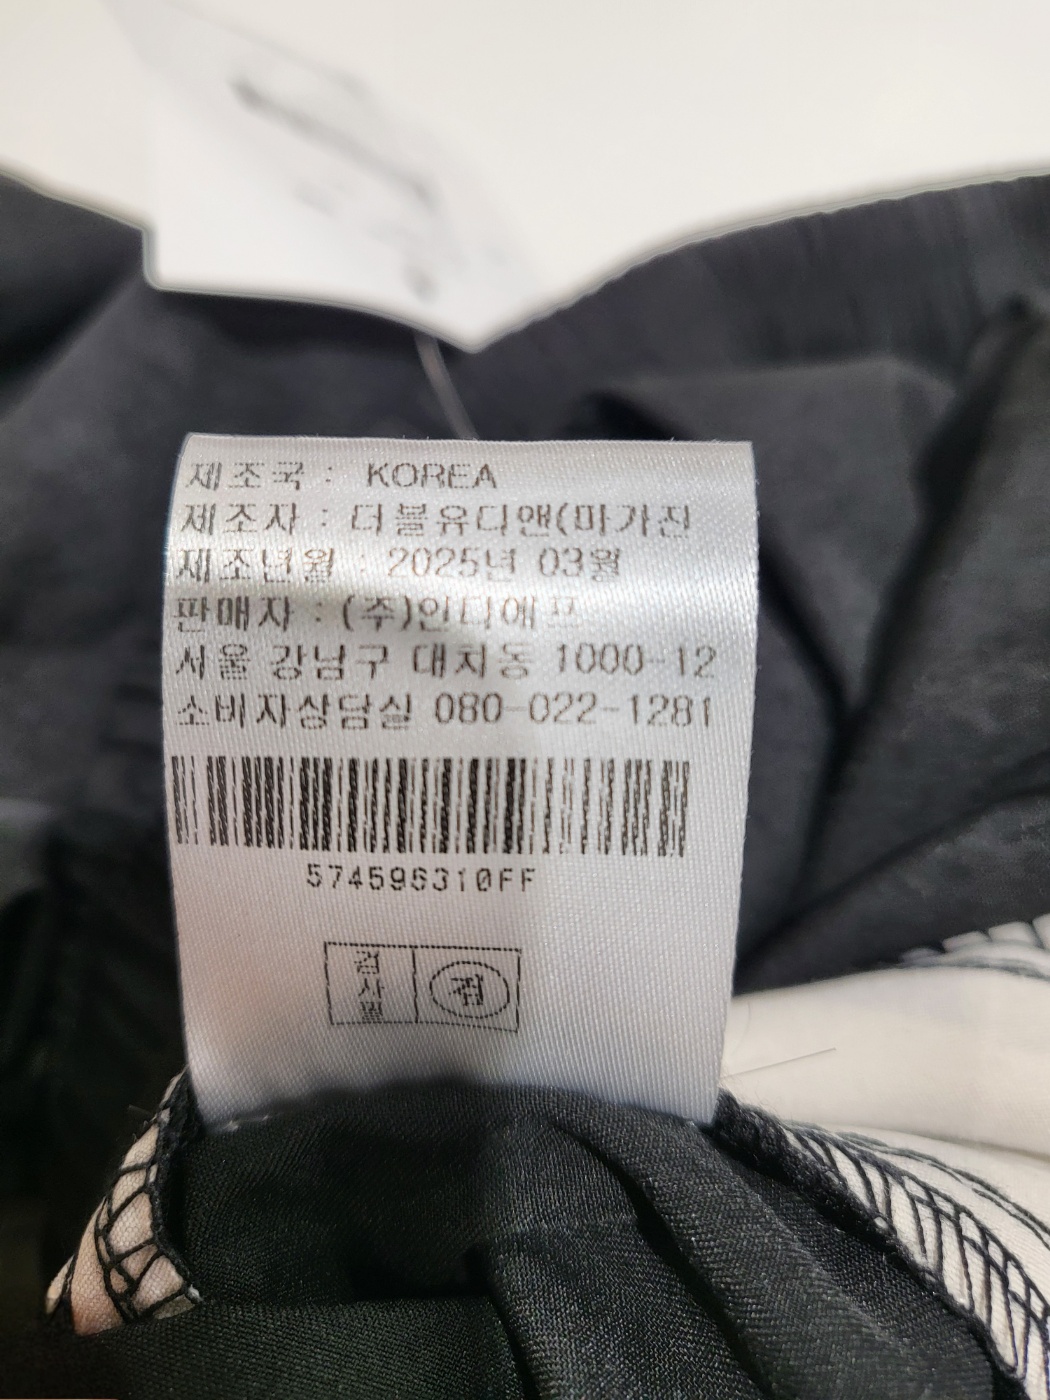 제조국 : KOREA
제조자 : 더블유디앤(마가진
제조년월 : 2025년 03월
판매자 : (주)인터에프
서울 강남구 대치동 1000-12
소비자상담실 080-022-1281
574596310FF
검사필
검